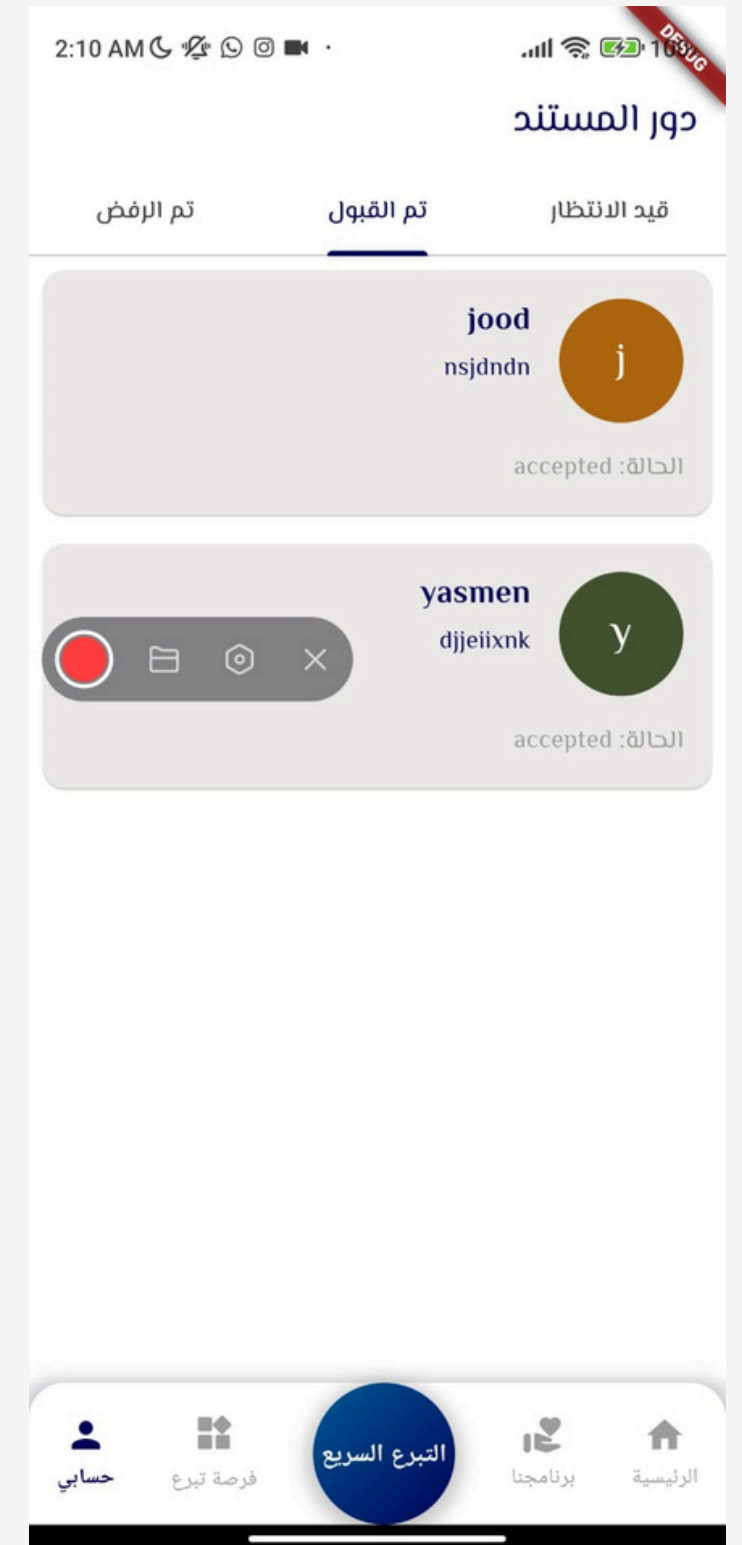 2:10 AM
DEBUG
دور المستند
قيد الانتظار
تم القبول
تم الرفض
jood
nsjdndn
j
الحالة: accepted
yasmen
djjeiixnk
y
الحالة: accepted
الرئيسية
برنامجنا
التبرع السريع
فرصة تبرع
حسابي